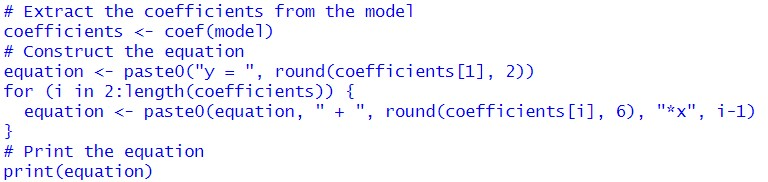 # Extract the coefficients from the model
coefficients <- coef(model)
# Construct the equation
equation <- paste0("y = ", round(coefficients[1], 2))
for (i in 2:length(coefficients)) {
  equation <- paste0(equation, " + ", round(coefficients[i], 6), "*x", i-1)
}
# Print the equation
print(equation)